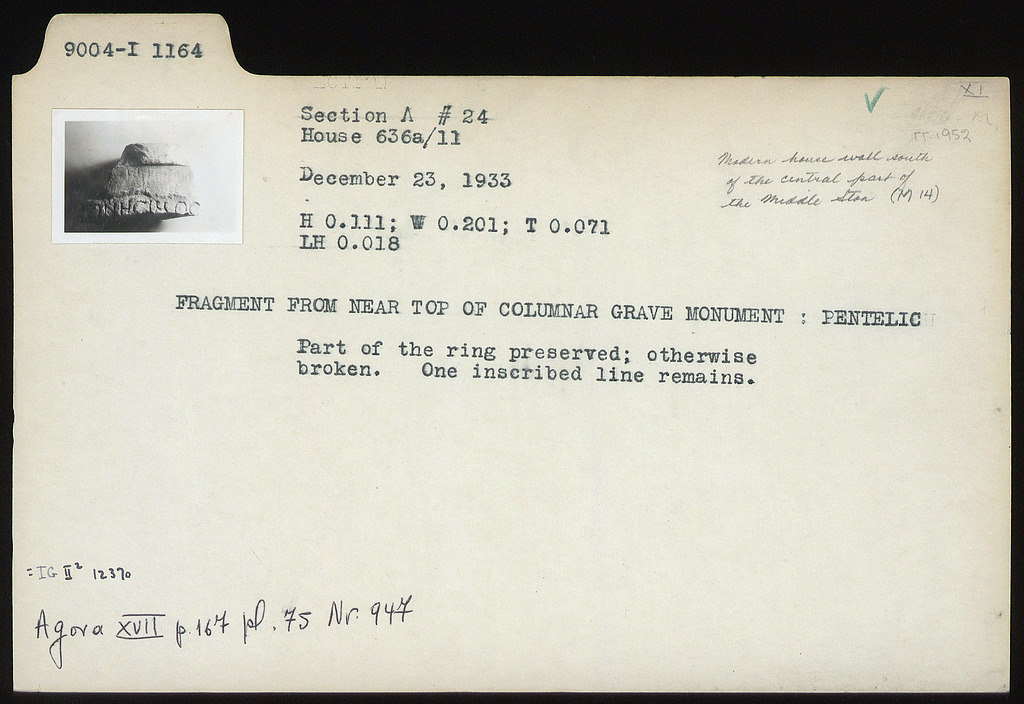 9004-I 1164
XI
Section A # 24
House 636a/11
1952
Modern house wall south
of the central part of
the Middle Stoa (M 14)
December 23, 1933
H 0.111; W 0.201; T 0.071
LH 0.018
FRAGMENT FROM NEAR TOP OF COLUMNAR GRAVE MONUMENT : PENTELIC
Part of the ring preserved; otherwise
broken. One inscribed line remains.
=IG II² 12370
Agora XVII p.167 pl. 75 Nr. 947